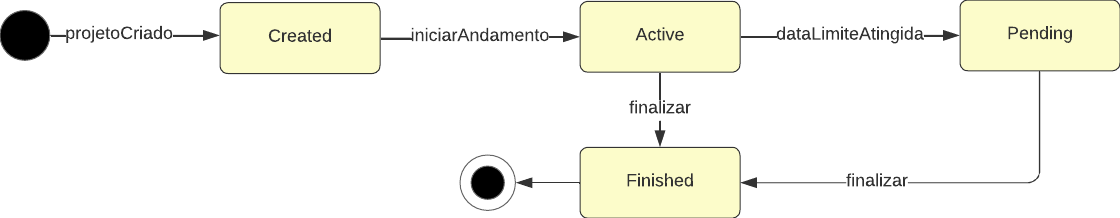 projetoCriado
Created
iniciarAndamento
Active
dataLimiteAtingida
Pending
finalizar
Finished
finalizar